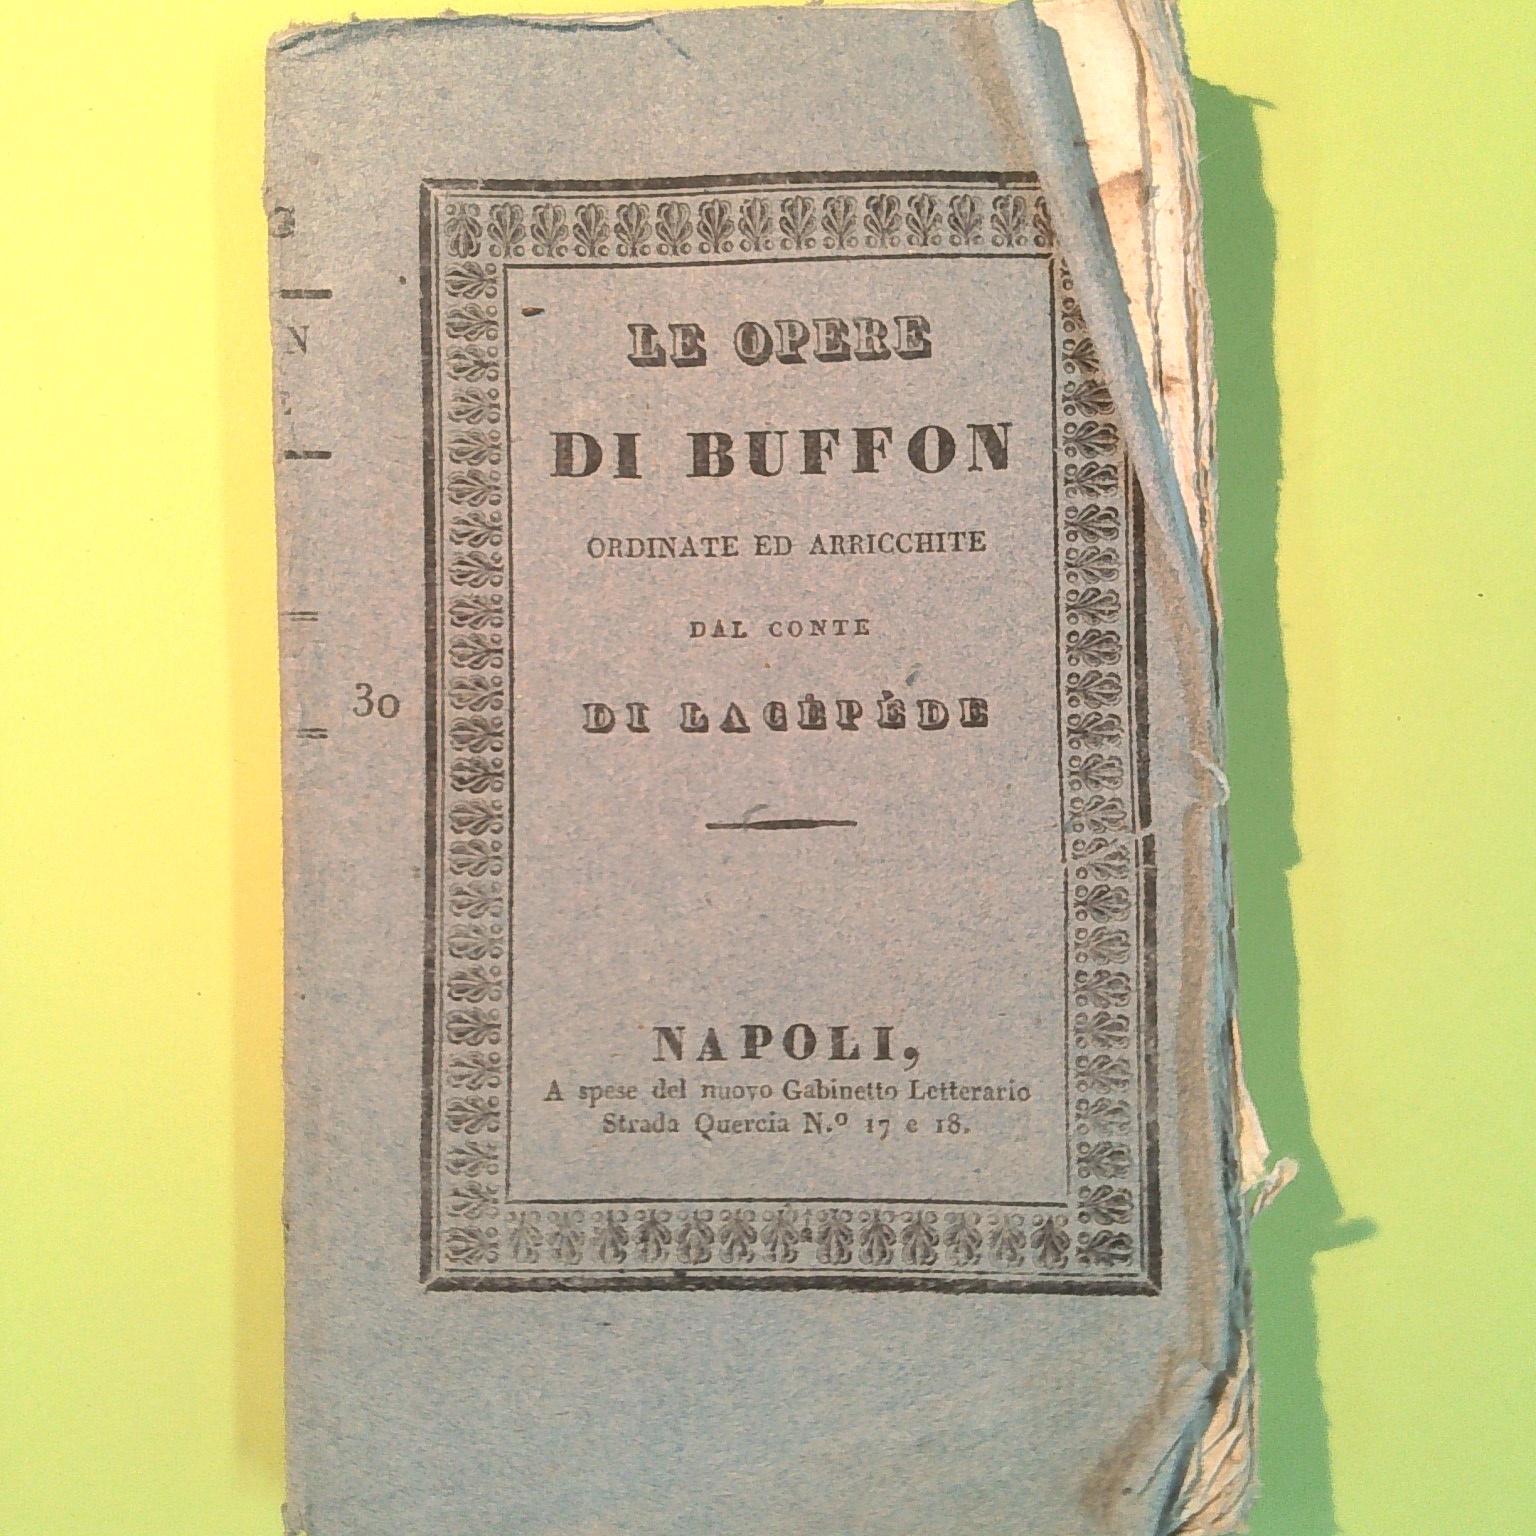 LE OPERE
DI BUFFON
ORDINATE ED ARRICCHITE
DAL CONTE
DI LACÈPÈDE
30
NAPOLI,
A spese del nuovo Gabinetto Letterario
Strada Quercia N.º 17 e 18.